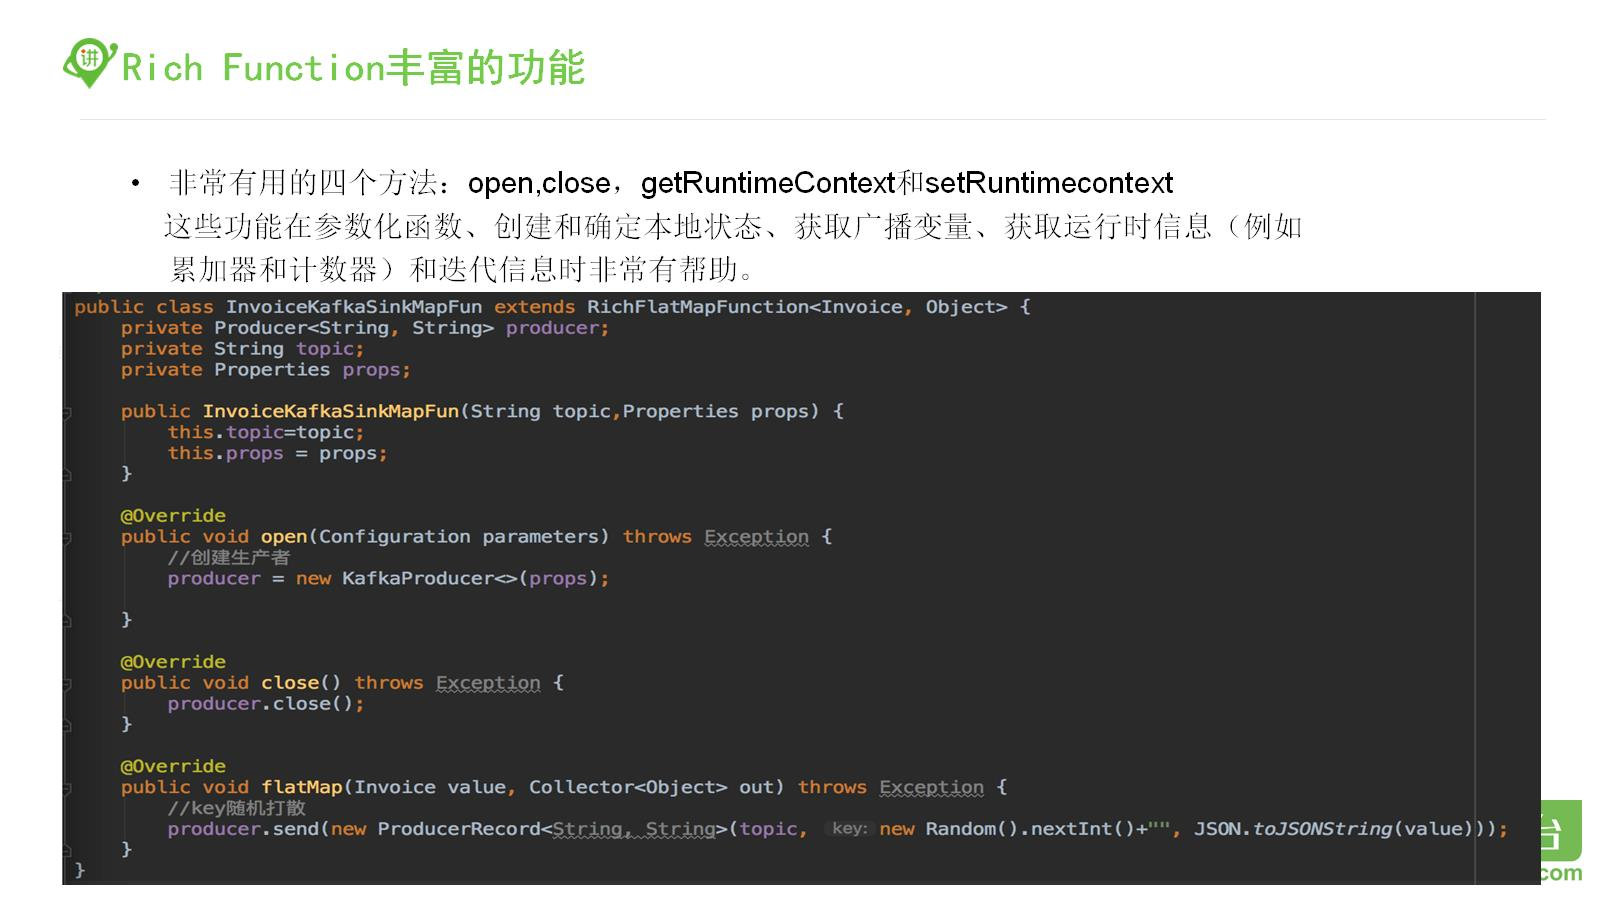 讲
Rich Function丰富的功能
• 非常有用的四个方法：open,close，getRuntimeContext和setRuntimecontext
这些功能在参数化函数、创建和确定本地状态、获取广播变量、获取运行时信息（例如
累加器和计数器）和迭代信息时非常有帮助。
public class InvoiceKafkaSinkMapFun extends RichFlatMapFunction<Invoice, Object> {
    private Producer<String, String> producer;
    private String topic;
    private Properties props;
    public InvoiceKafkaSinkMapFun(String topic,Properties props) {
        this.topic=topic;
        this.props = props;
    }
    @Override
    public void open(Configuration parameters) throws Exception {
        //创建生产者
        producer = new KafkaProducer<>(props);
    }
    @Override
    public void close() throws Exception {
        producer.close();
    }
    @Override
    public void flatMap(Invoice value, Collector<Object> out) throws Exception {
        //key随机打散
        producer.send(new ProducerRecord<String, String>(topic, key: new Random().nextInt()+"", JSON.toJSONString(value)));
    }
}
台
com